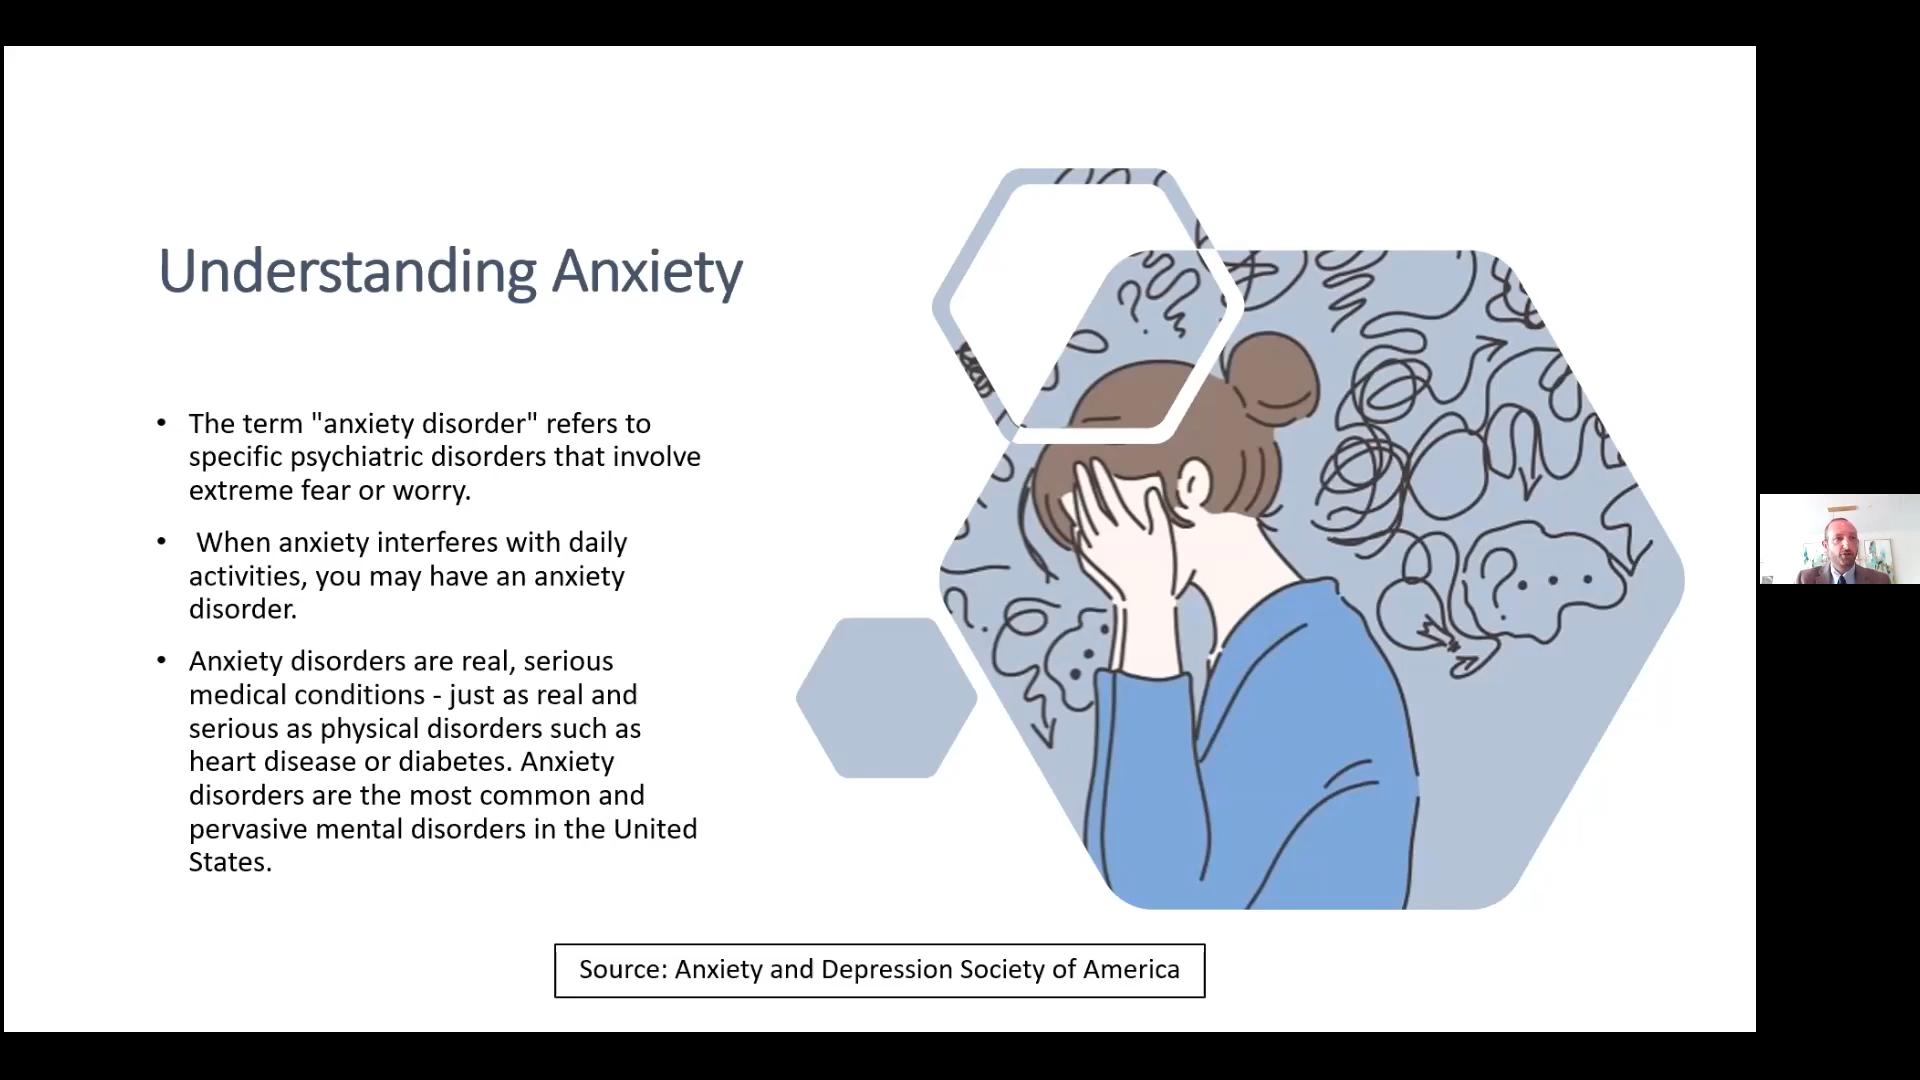 Understanding Anxiety
• The term "anxiety disorder" refers to
specific psychiatric disorders that involve
extreme fear or worry.
• When anxiety interferes with daily
activities, you may have an anxiety
disorder.
• Anxiety disorders are real, serious
medical conditions - just as real and
serious as physical disorders such as
heart disease or diabetes. Anxiety
disorders are the most common and
pervasive mental disorders in the United
States.
Source: Anxiety and Depression Society of America